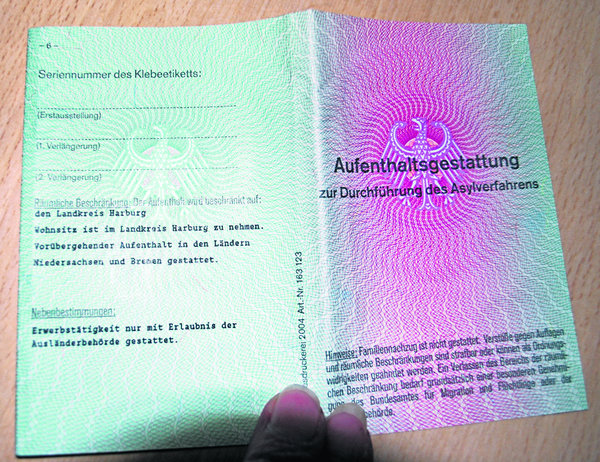 – 6 –
Seriennummer des Klebeetiketts:
(Erstausstellung)
(1. Verlängerung)
(2. Verlängerung)
Räumliche Beschränkung: Der Aufenthalt wird beschränkt auf:
den Landkreis Harburg
Wohnsitz ist im Landkreis Harburg zu nehmen.
Vorübergehender Aufenthalt in den Ländern
Niedersachsen und Bremen gestattet.
Nebenbestimmungen:
Erwerbstätigkeit nur mit Erlaubnis der
Ausländerbehörde gestattet.
esdruckerei 2004 Art.-Nr. 163 123
Aufenthaltsgestattung
zur Durchführung des Asylverfahrens
Hinweise: Familiennachzug ist nicht gestattet. Verstöße gegen Auflagen
und räumliche Beschränkungen sind strafbar oder können als Ordnungs-
widrigkeiten geahndet werden. Ein Verlassen des Bereichs der räumli-
chen Beschränkung bedarf grundsätzlich einer besonderen Genehmi-
gung des Bundesamtes für Migration und Flüchtlinge oder der
behörde.